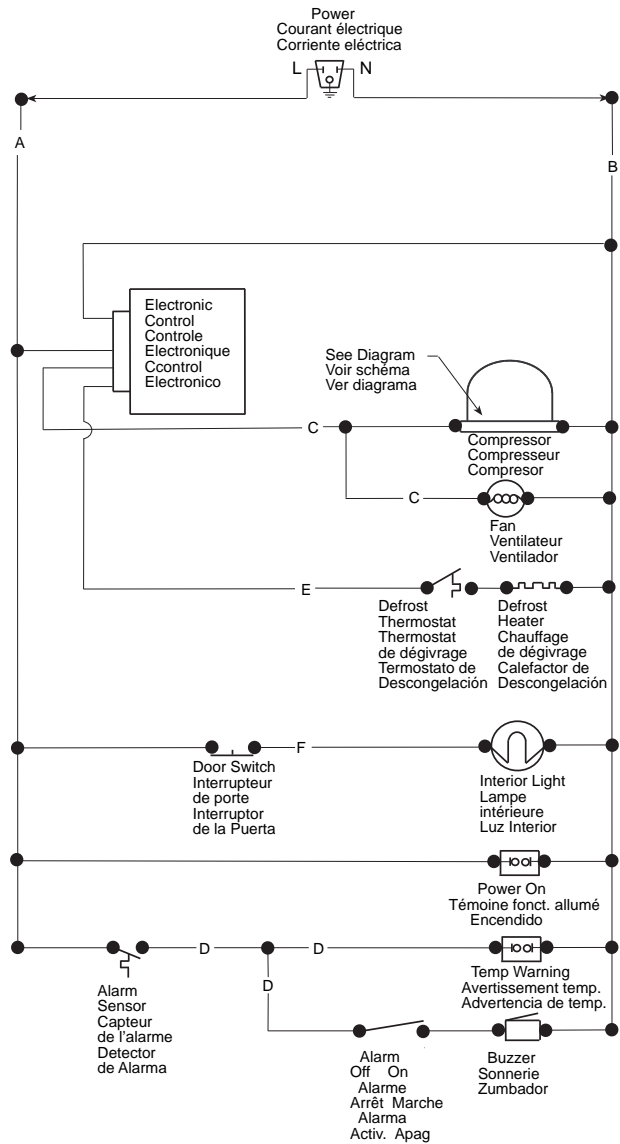 Power
Courant électrique
Corriente eléctrica
L N
A
B
Electronic
Control
Controle
Electronique
Ccontrol
Electronico
See Diagram
Voir schéma
Ver diagrama
C
Compressor
Compresseur
Compresor
C
Fan
Ventilateur
Ventilador
E
Defrost
Thermostat
Thermostat
de dégivrage
Termostato de
Descongelación
Defrost
Heater
Chauffage
de dégivrage
Calefactor de
Descongelación
F
Door Switch
Interrupteur
de porte
Interruptor
de la Puerta
Interior Light
Lampe
intérieure
Luz Interior
Power On
Témoine fonct. allumé
Encendido
D
D
D
Alarm
Sensor
Capteur
de l'alarme
Detector
de Alarma
Temp Warning
Avertissement temp.
Advertencia de temp.
Alarm
Off On
Alarme
Arrêt Marche
Alarma
Activ. Apag
Buzzer
Sonnerie
Zumbador